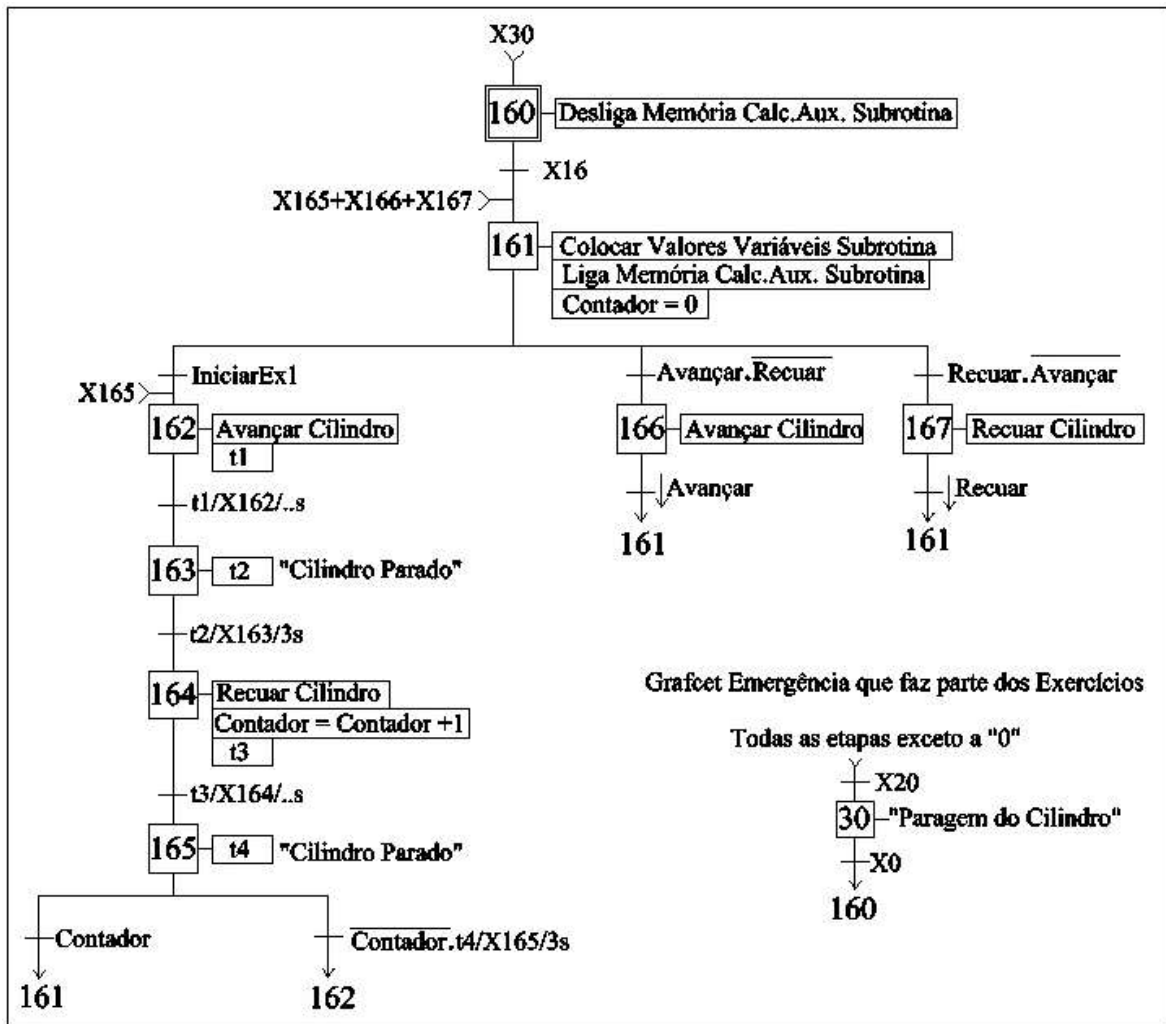 X30
160
Desliga Memória Calc.Aux. Subrotina
X16
X165+X166+X167
161
Colocar Valores Variáveis Subrotina
Liga Memória Calc.Aux. Subrotina
Contador = 0
IniciarEx1
Avançar.Recuar
Recuar.Avançar
X165
162
Avançar Cilindro
t1
166
Avançar Cilindro
167
Recuar Cilindro
t1/X162/..s
Avançar
Recuar
161
161
163
t2
"Cilindro Parado"
t2/X163/3s
164
Recuar Cilindro
Contador = Contador +1
t3
Grafcet Emergência que faz parte dos Exercícios
Todas as etapas exceto a "0"
X20
t3/X164/..s
30
"Paragem do Cilindro"
165
t4
"Cilindro Parado"
X0
160
Contador
Contador.t4/X165/3s
161
162